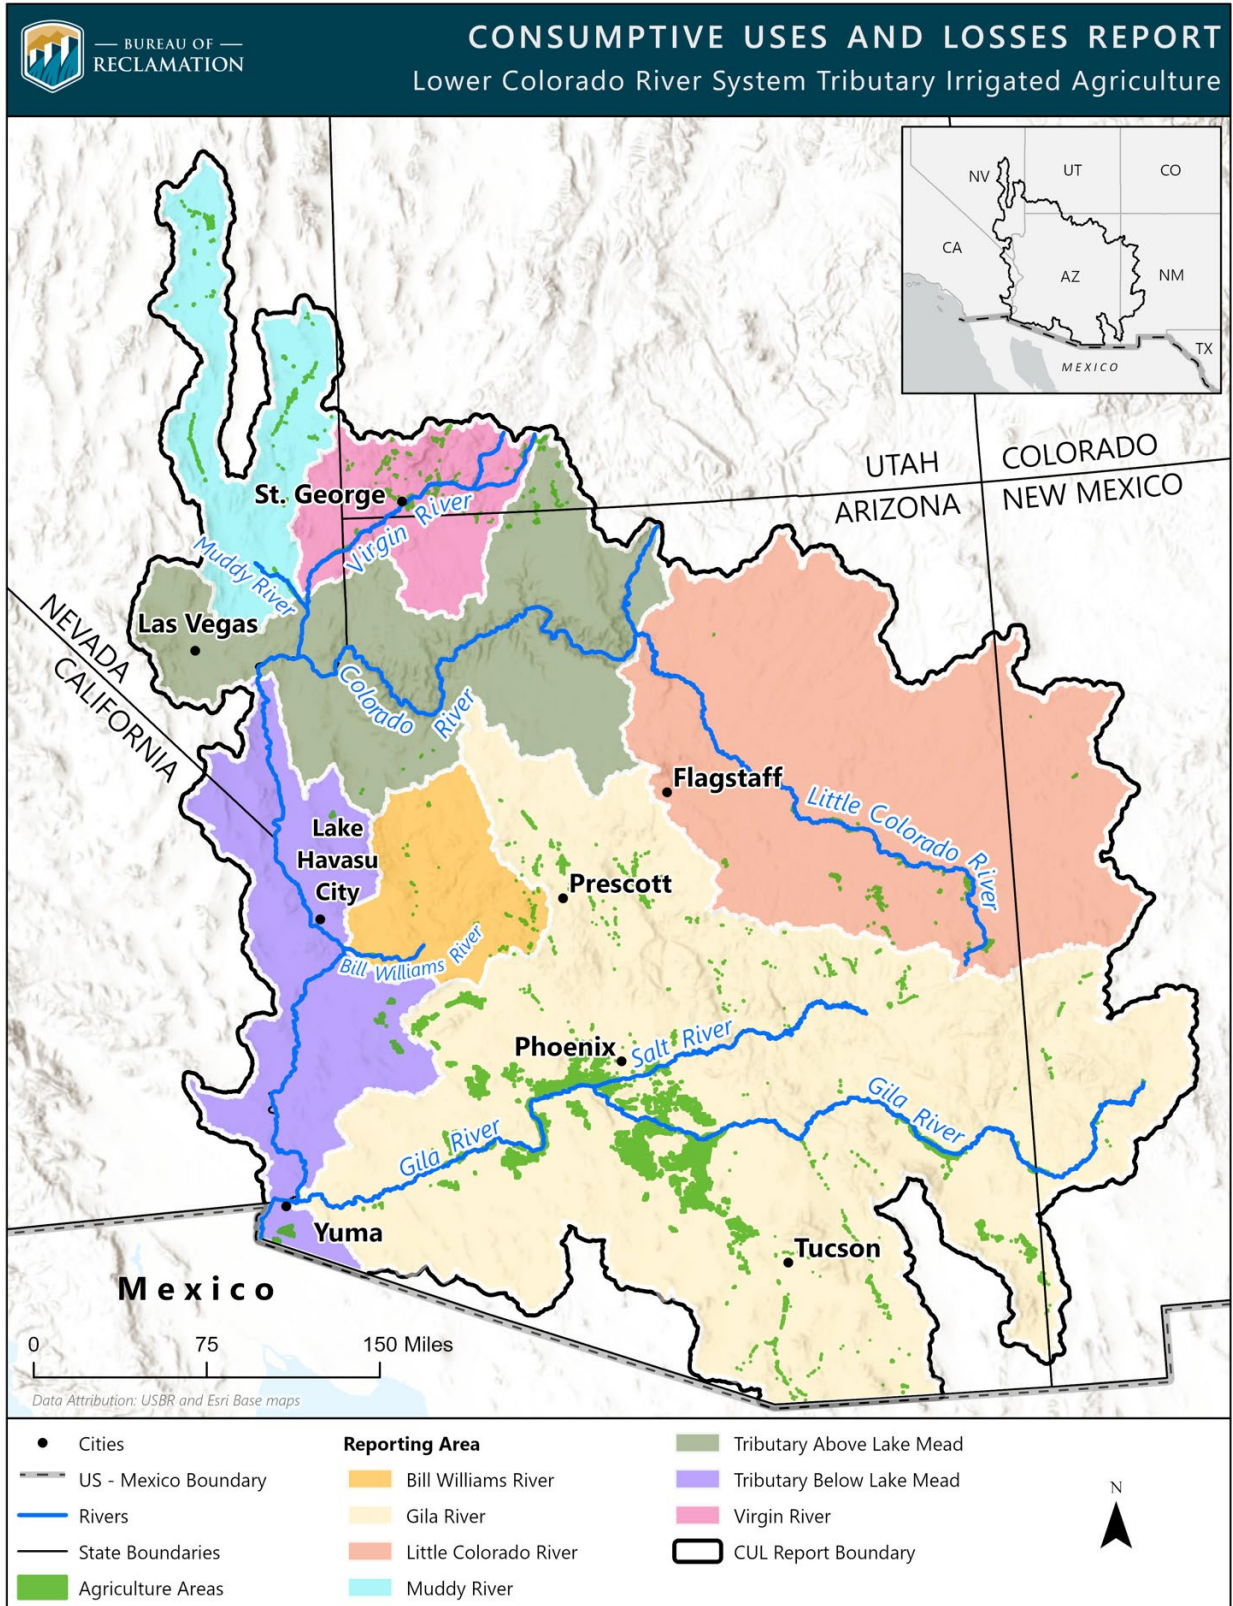 BUREAU OF
RECLAMATION
CONSUMPTIVE USES AND LOSSES REPORT
Lower Colorado River System Tributary Irrigated Agriculture
NV
UT
CO
CA
AZ
NM
TX
MEXICO
UTAH
COLORADO
ARIZONA
NEW MEXICO
St. George
Virgin River
Muddy River
Las Vegas
NEVADA
CALIFORNIA
Colorado
River
Flagstaff
Little Colorado River
Lake
Havasu
City
Prescott
Bill Williams River
Phoenix
Salt River
Gila River
Gila River
Yuma
Tucson
Mexico
0 75 150 Miles
Data Attribution: USBR and Esri Base maps
Cities
US - Mexico Boundary
Rivers
State Boundaries
Agriculture Areas
Reporting Area
Bill Williams River
Gila River
Little Colorado River
Muddy River
Tributary Above Lake Mead
Tributary Below Lake Mead
Virgin River
CUL Report Boundary
N